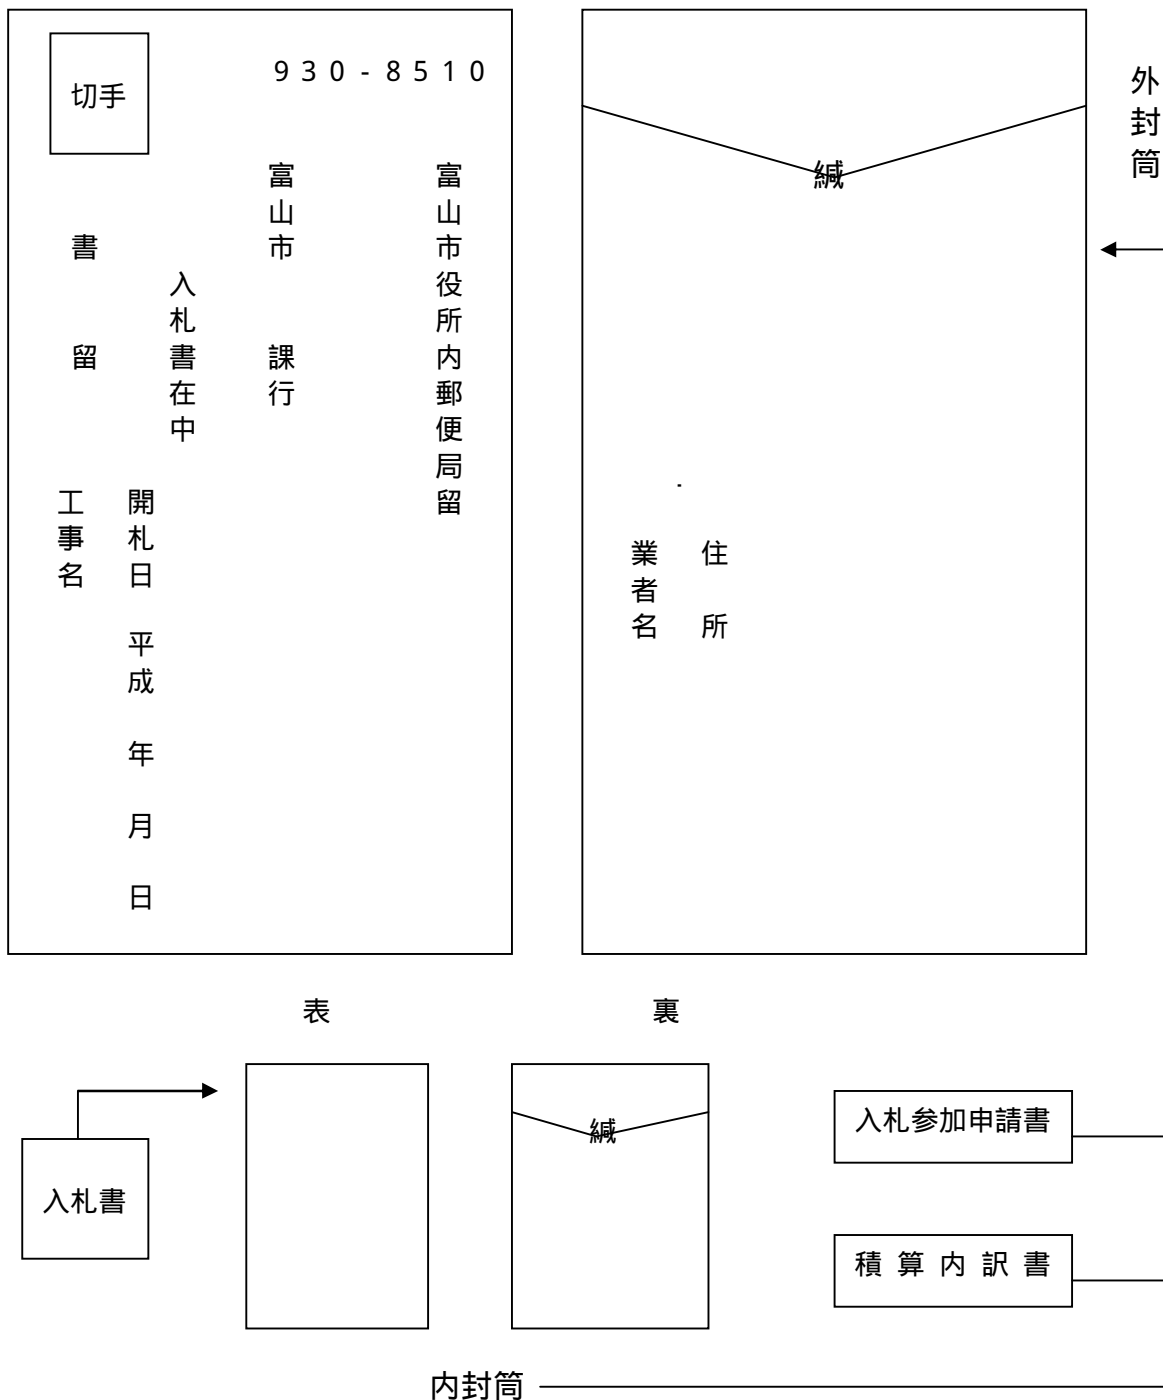 切手
930-8510
富山市役所内郵便局留
富山市　課行
入札書在中
書　留
開札日　平成　年　月　日
工事名
緘
住　所
業者名
外封筒
表
裏
入札書
緘
入札参加申請書
積算内訳書
内封筒